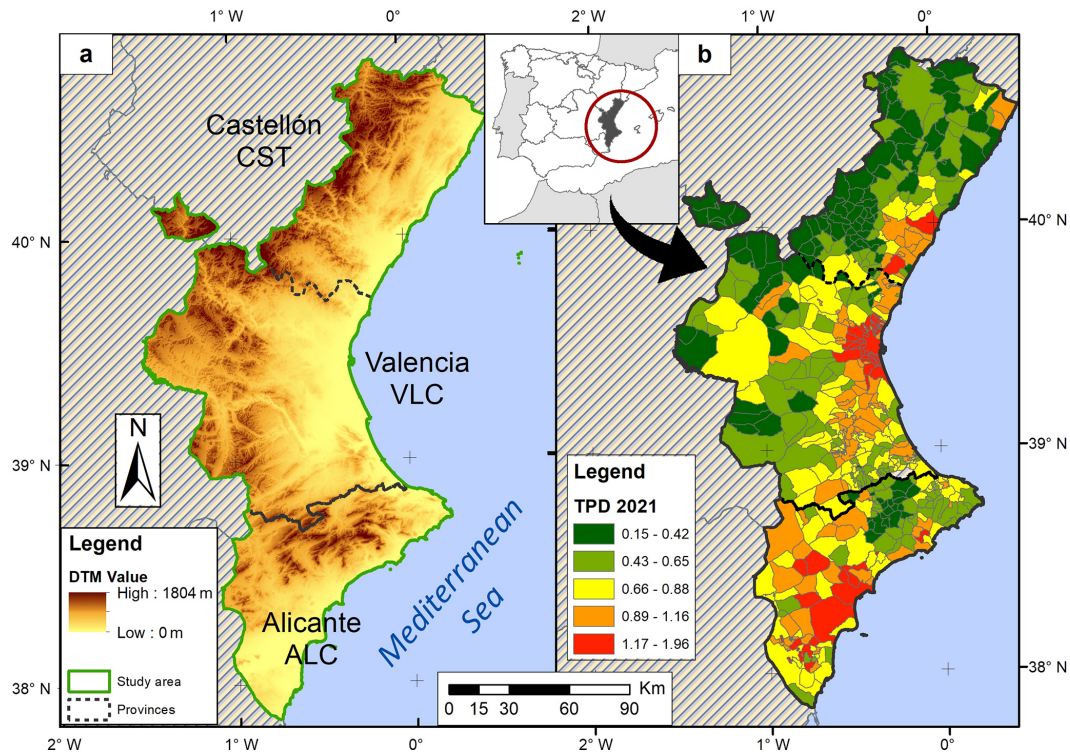 1° W
0°
2° W
1° W
0°
a
b
Castellón
CST
40° N
40° N
Valencia
VLC
N
39° N
39° N
Legend
DTM Value
High : 1804 m
Low : 0 m
Study area
Provinces
Alicante
ALC
Mediterranean
Sea
Legend
TPD 2021
0.15 - 0.42
0.43 - 0.65
0.66 - 0.88
0.89 - 1.16
1.17 - 1.96
38° N
38° N
Km
0 15 30 60 90
2° W
1° W
0°
1° W
0°